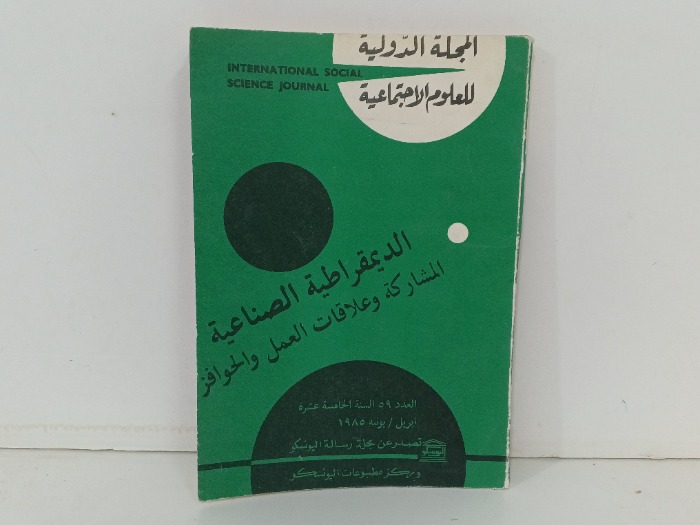 المجلة الدولية
للعلوم الاجتماعية
INTERNATIONAL SOCIAL
SCIENCE JOURNAL
الديمقراطية الصناعية
المشاركة وعلاقات العمل والحوافز
العدد ٥٩ السنة الخامسة عشرة
ابريل / يونيه ١٩٨٥
تصدر عن مجلة رسالة اليونسكو
اليونسكو
ومركز مطبوعات اليونسكو